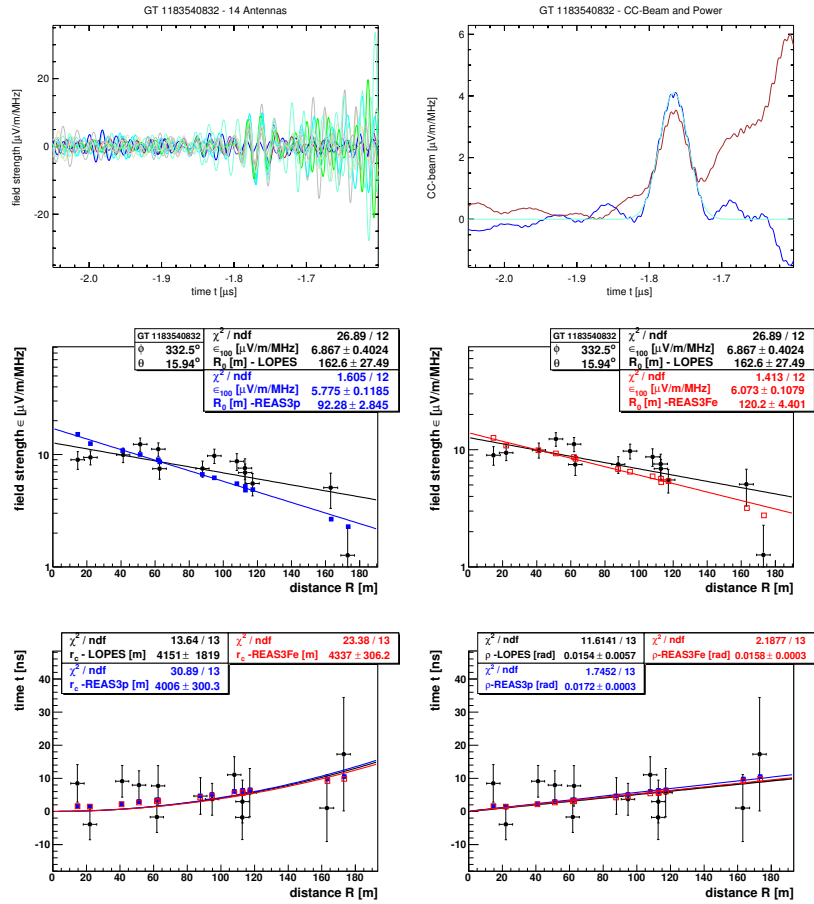 GT 1183540832 - 14 Antennas
field strength [μV/m/MHz]
20
0
-20
-2.0 -1.9 -1.8 -1.7
time t [μs]
GT 1183540832 - CC-Beam and Power
CC-beam [μV/m/MHz]
6
4
2
0
-2.0 -1.9 -1.8 -1.7
time t [μs]
GT 1183540832
ϕ 332.5°
θ 15.94°
χ² / ndf 26.89 / 12
ϵ₁₀₀ [μV/m/MHz] 6.867 ± 0.4024
R₀ [m] - LOPES 162.6 ± 27.49
χ² / ndf 1.605 / 12
ϵ₁₀₀ [μV/m/MHz] 5.775 ± 0.1185
R₀ [m] -REAS3p 92.28 ± 2.845
field strength ϵ [μV/m/MHz]
10
1
0 20 40 60 80 100 120 140 160 180
distance R [m]
GT 1183540832
ϕ 332.5°
θ 15.94°
χ² / ndf 26.89 / 12
ϵ₁₀₀ [μV/m/MHz] 6.867 ± 0.4024
R₀ [m] - LOPES 162.6 ± 27.49
χ² / ndf 1.413 / 12
ϵ₁₀₀ [μV/m/MHz] 6.073 ± 0.1079
R₀ [m] -REAS3Fe 120.2 ± 4.401
field strength ϵ [μV/m/MHz]
10
1
0 20 40 60 80 100 120 140 160 180
distance R [m]
χ² / ndf 13.64 / 13
r_c -LOPES [m] 4151 ± 1819
χ² / ndf 23.38 / 13
r_c -REAS3Fe [m] 4337 ± 306.2
χ² / ndf 30.89 / 13
r_c -REAS3p [m] 4006 ± 300.3
time t [ns]
50
40
30
20
10
0
-10
0 20 40 60 80 100 120 140 160 180
distance R [m]
χ² / ndf 11.6141 / 13
ρ -LOPES [rad] 0.0154 ± 0.0057
χ² / ndf 2.1877 / 13
ρ-REAS3Fe [rad] 0.0158 ± 0.0003
χ² / ndf 1.7452 / 13
ρ-REAS3p [rad] 0.0172 ± 0.0003
time t [ns]
50
40
30
20
10
0
-10
0 20 40 60 80 100 120 140 160 180
distance R [m]